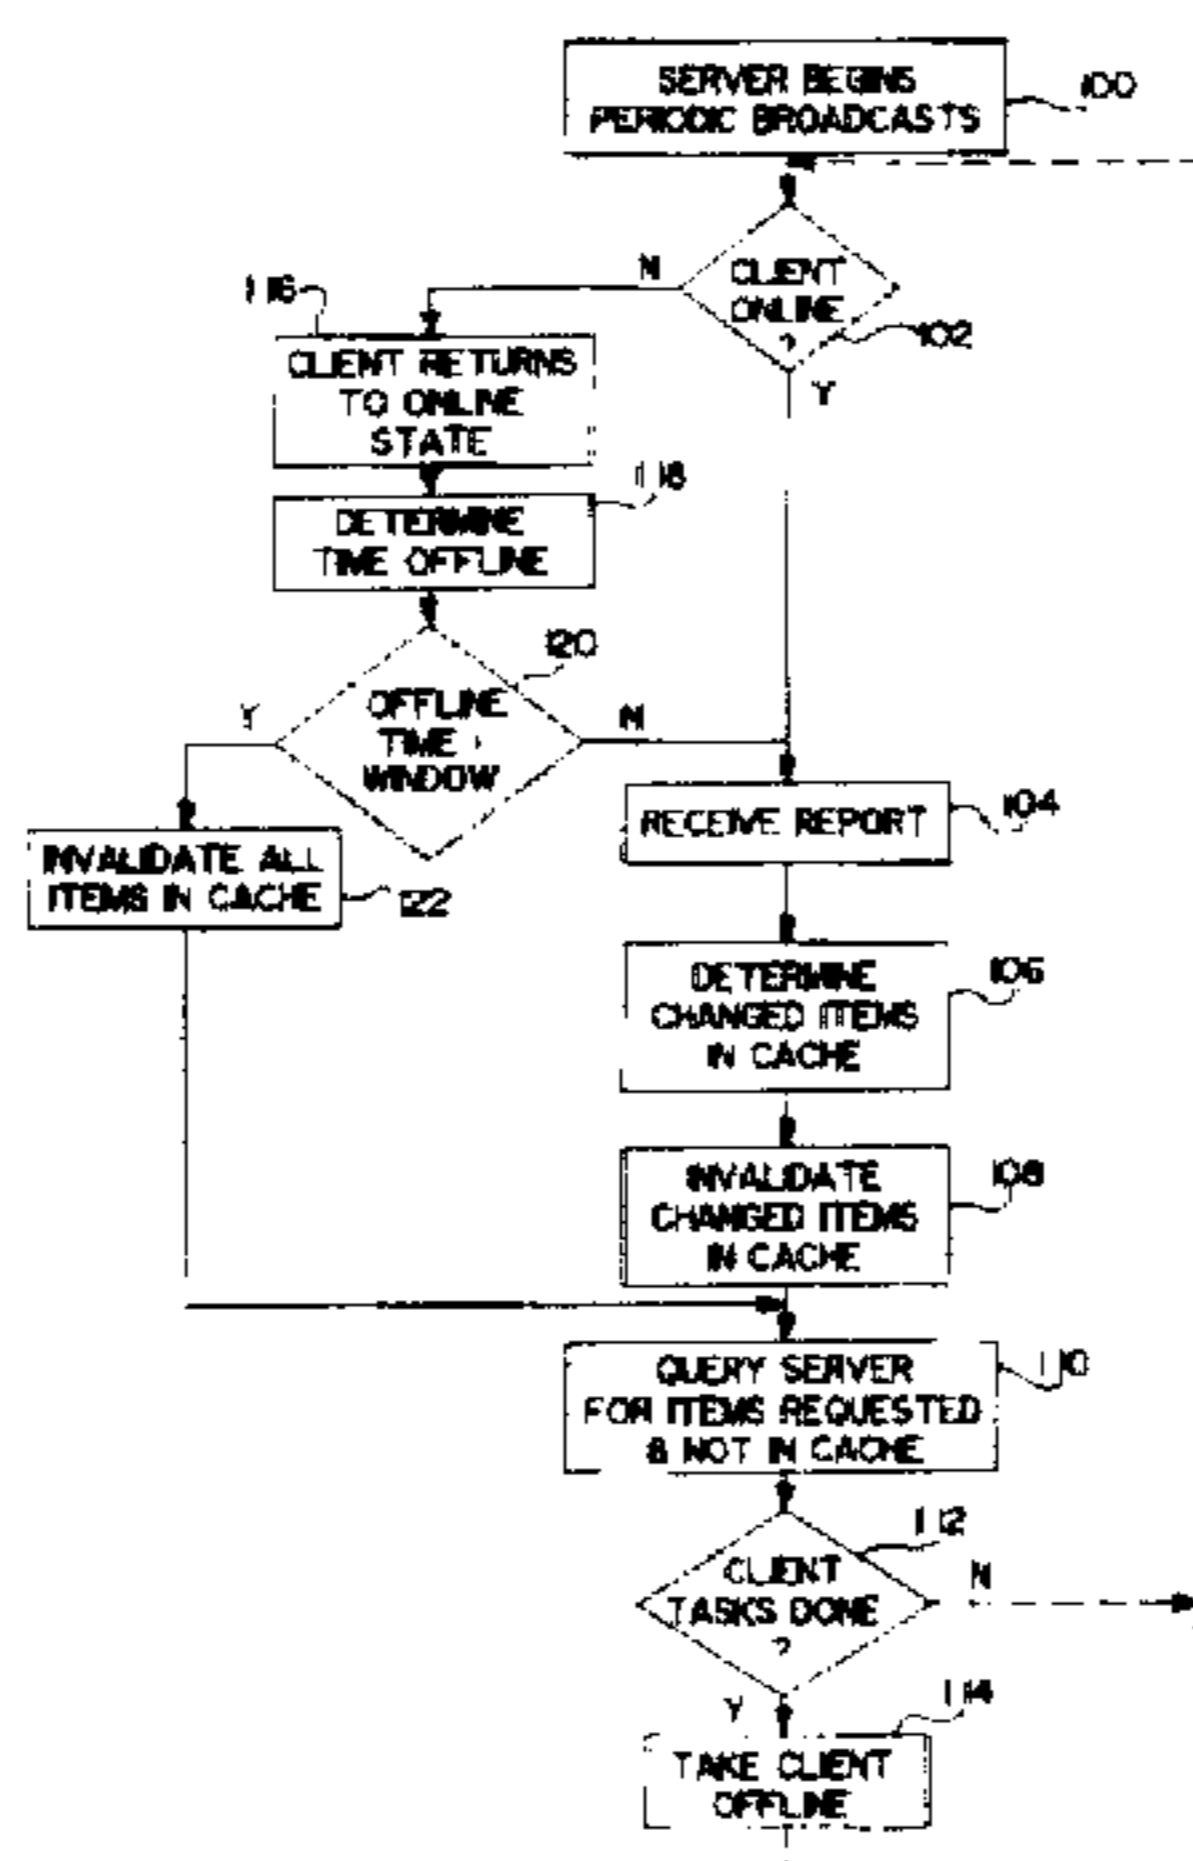 SERVER BEGINS
PERIODIC BROADCASTS
100
CLIENT
ONLINE
?
102
N
Y
116
CLIENT RETURNS
TO ONLINE
STATE
118
DETERMINE
TIME OFFLINE
120
OFFLINE
TIME
WINDOW
Y
N
RECEIVE REPORT
104
INVALIDATE ALL
ITEMS IN CACHE
122
DETERMINE
CHANGED ITEMS
IN CACHE
106
INVALIDATE
CHANGED ITEMS
IN CACHE
108
QUERY SERVER
FOR ITEMS REQUESTED
& NOT IN CACHE
110
112
CLIENT
TASKS DONE
?
N
Y
114
TAKE CLIENT
OFFLINE